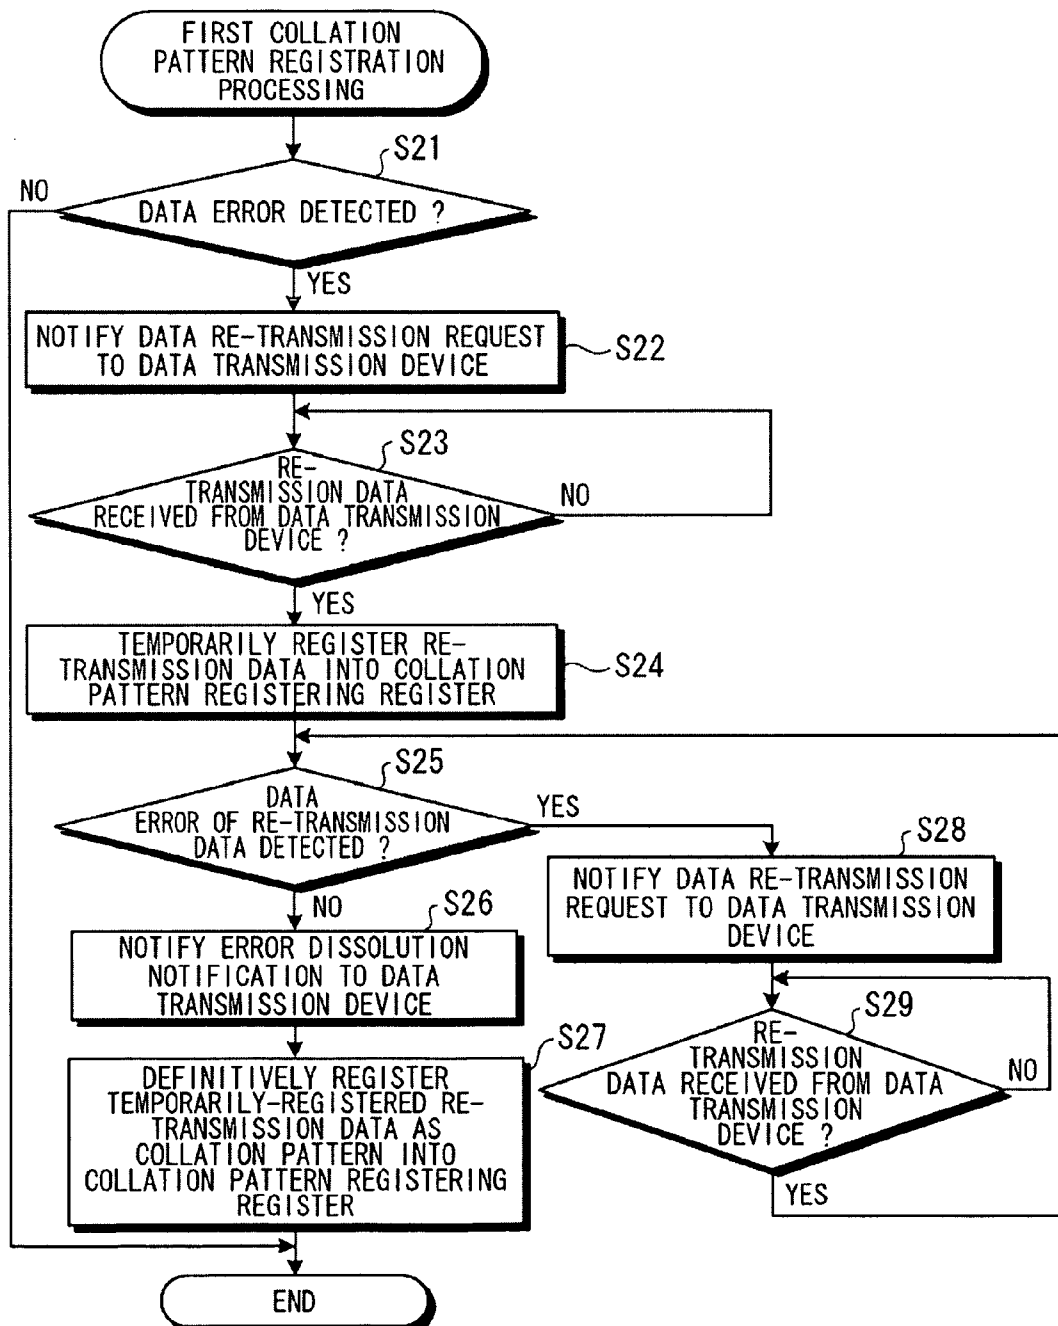 FIRST COLLATION
PATTERN REGISTRATION
PROCESSING
S21
NO
DATA ERROR DETECTED ?
YES
NOTIFY DATA RE-TRANSMISSION REQUEST
TO DATA TRANSMISSION DEVICE
S22
S23
RE-
TRANSMISSION DATA
RECEIVED FROM DATA TRANSMISSION
DEVICE ?
NO
YES
TEMPORARILY REGISTER RE-
TRANSMISSION DATA INTO COLLATION
PATTERN REGISTERING REGISTER
S24
S25
DATA
ERROR OF RE-TRANSMISSION
DATA DETECTED ?
YES
NO
S28
NOTIFY DATA RE-TRANSMISSION
REQUEST TO DATA TRANSMISSION
DEVICE
S26
NOTIFY ERROR DISSOLUTION
NOTIFICATION TO DATA
TRANSMISSION DEVICE
S29
RE-
TRANSMISSION
DATA RECEIVED FROM DATA
TRANSMISSION
DEVICE ?
NO
YES
S27
DEFINITIVELY REGISTER
TEMPORARILY-REGISTERED RE-
TRANSMISSION DATA AS
COLLATION PATTERN INTO
COLLATION PATTERN REGISTERING
REGISTER
END